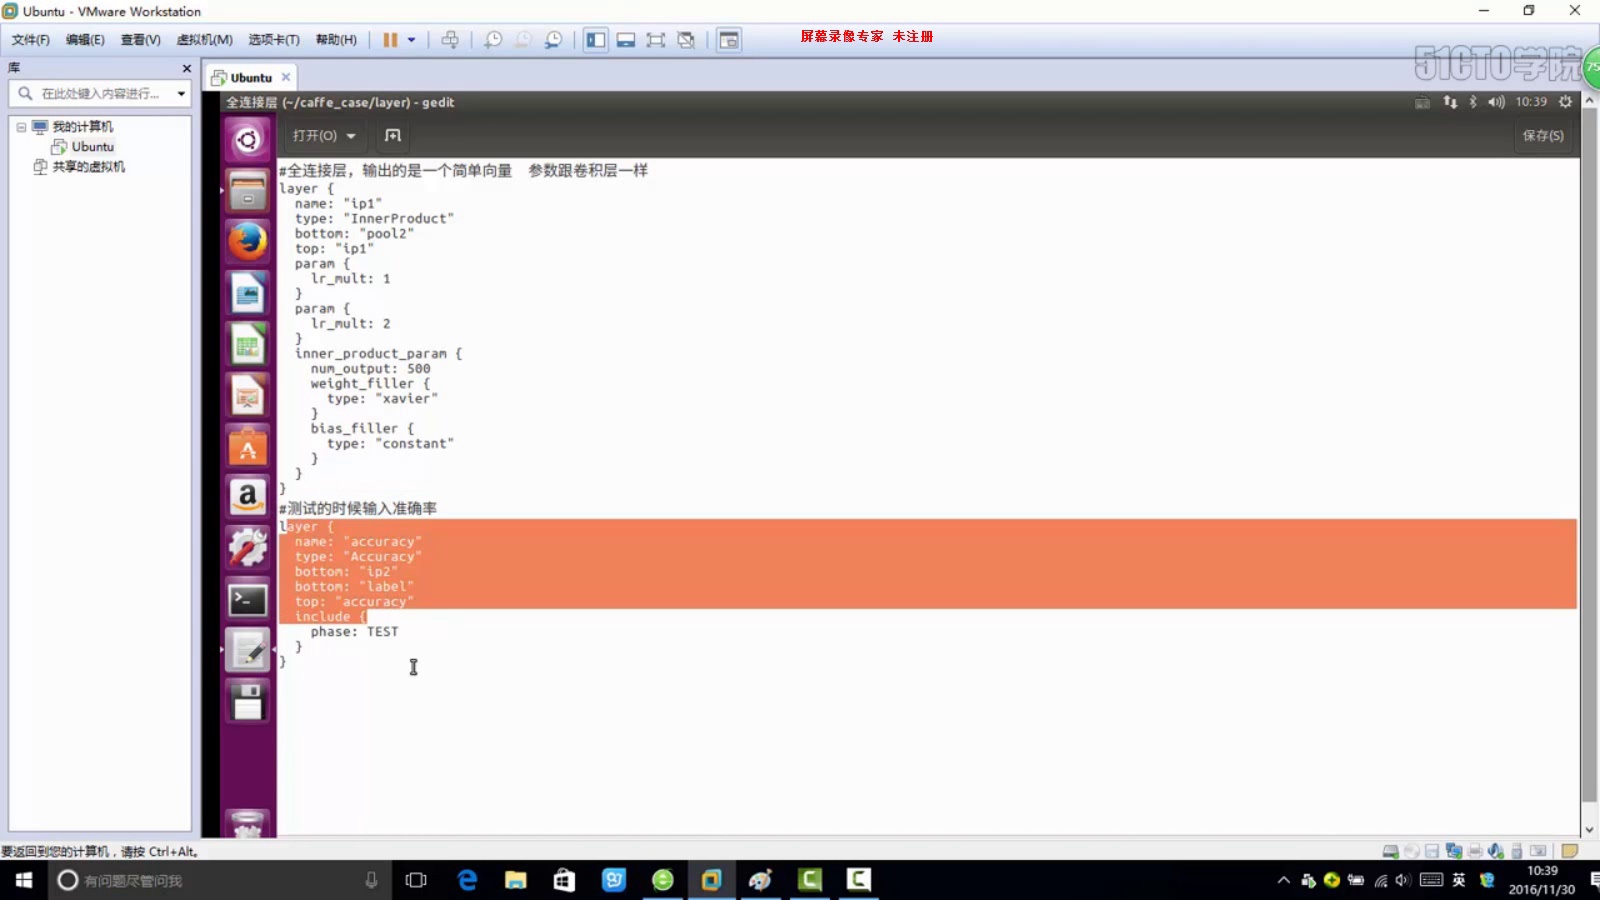 Ubuntu - VMware Workstation
文件(F) 编辑(E) 查看(V) 虚拟机(M) 选项卡(T) 帮助(H)
屏幕录像专家 未注册
51CTO学院
75
库
Ubuntu
在此处键入内容进行...
我的计算机
Ubuntu
共享的虚拟机
全连接层 (~/caffe_case/layer) - gedit
10:39
打开(O)
保存(S)
#全连接层，输出的是一个简单向量 参数跟卷积层一样
layer {
name: "ip1"
type: "InnerProduct"
bottom: "pool2"
top: "ip1"
param {
lr_mult: 1
}
param {
lr_mult: 2
}
inner_product_param {
num_output: 500
weight_filler {
type: "xavier"
}
bias_filler {
type: "constant"
}
}
}
#测试的时候输入准确率
layer {
name: "accuracy"
type: "Accuracy"
bottom: "ip2"
bottom: "label"
top: "accuracy"
include {
phase: TEST
}
}
要返回到您的计算机，请按 Ctrl+Alt。
有问题尽管问我
英
10:39
2016/11/30